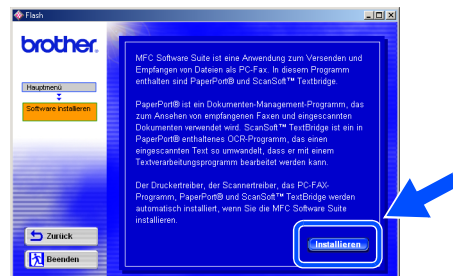 Flash
brother.
Hauptmenü
Software installieren
MFC Software Suite ist eine Anwendung zum Versenden und
Empfangen von Dateien als PC-Fax. In diesem Programm
enthalten sind PaperPort® und ScanSoft™ Textbridge.
PaperPort® ist ein Dokumenten-Management-Programm, das
zum Ansehen von empfangenen Faxen und eingescannten
Dokumenten verwendet wird. ScanSoft™ TextBridge ist ein in
PaperPort® enthaltenes OCR-Programm, das einen
eingescannten Text so umwandelt, dass er mit einem
Textverarbeitungsprogramm bearbeitet werden kann.
Der Druckertreiber, der Scannertreiber, das PC-FAX-
Programm, PaperPort® und ScanSoft™ TextBridge werden
automatisch installiert, wenn Sie die MFC Software Suite
installieren.
Zurück
Beenden
Installieren